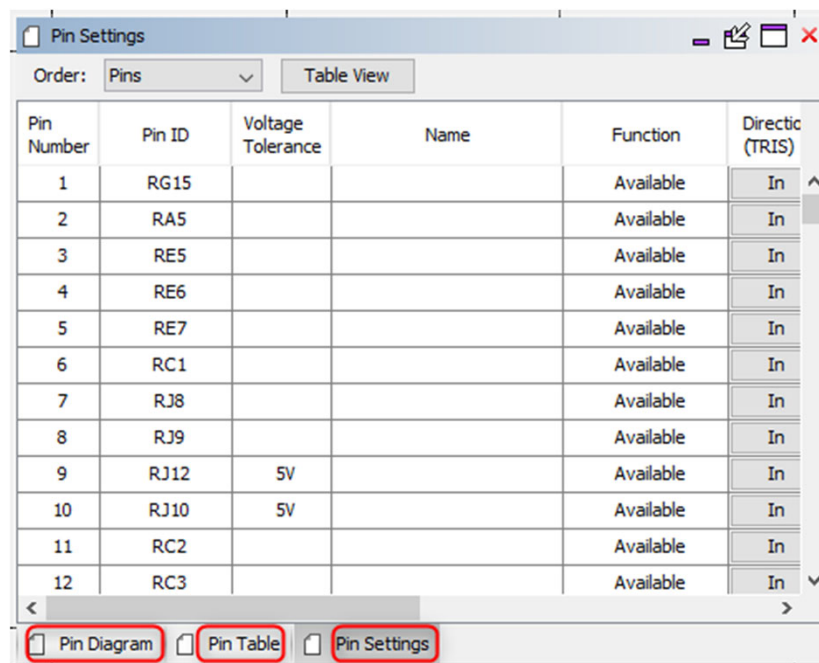 Pin Settings
Order: Pins Table View
Pin Number Pin ID Voltage Tolerance Name Function Directio (TRIS)
1 RG15 Available In
2 RA5 Available In
3 RE5 Available In
4 RE6 Available In
5 RE7 Available In
6 RC1 Available In
7 RJ8 Available In
8 RJ9 Available In
9 RJ12 5V Available In
10 RJ10 5V Available In
11 RC2 Available In
12 RC3 Available In
Pin Diagram Pin Table Pin Settings